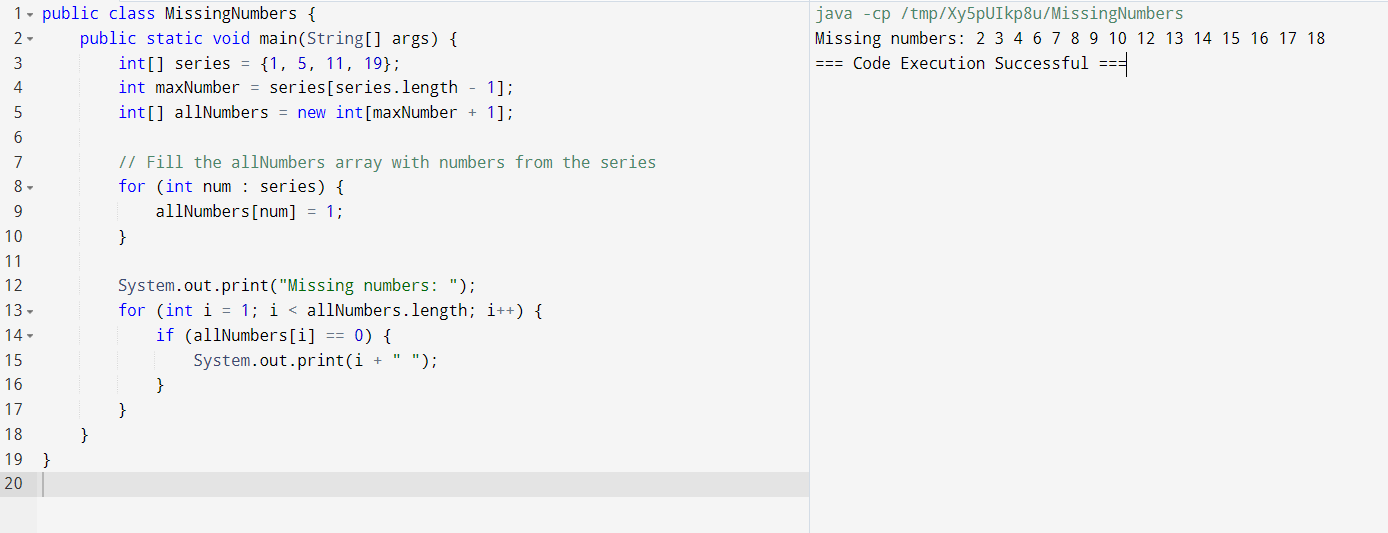 1 public class MissingNumbers {
2     public static void main(String[] args) {
3         int[] series = {1, 5, 11, 19};
4         int maxNumber = series[series.length - 1];
5         int[] allNumbers = new int[maxNumber + 1];
6
7         // Fill the allNumbers array with numbers from the series
8         for (int num : series) {
9             allNumbers[num] = 1;
10         }
11
12         System.out.print("Missing numbers: ");
13         for (int i = 1; i < allNumbers.length; i++) {
14             if (allNumbers[i] == 0) {
15                 System.out.print(i + " ");
16             }
17         }
18     }
19 }
20
java -cp /tmp/Xy5pUIkp8u/MissingNumbers
Missing numbers: 2 3 4 6 7 8 9 10 12 13 14 15 16 17 18
=== Code Execution Successful ===